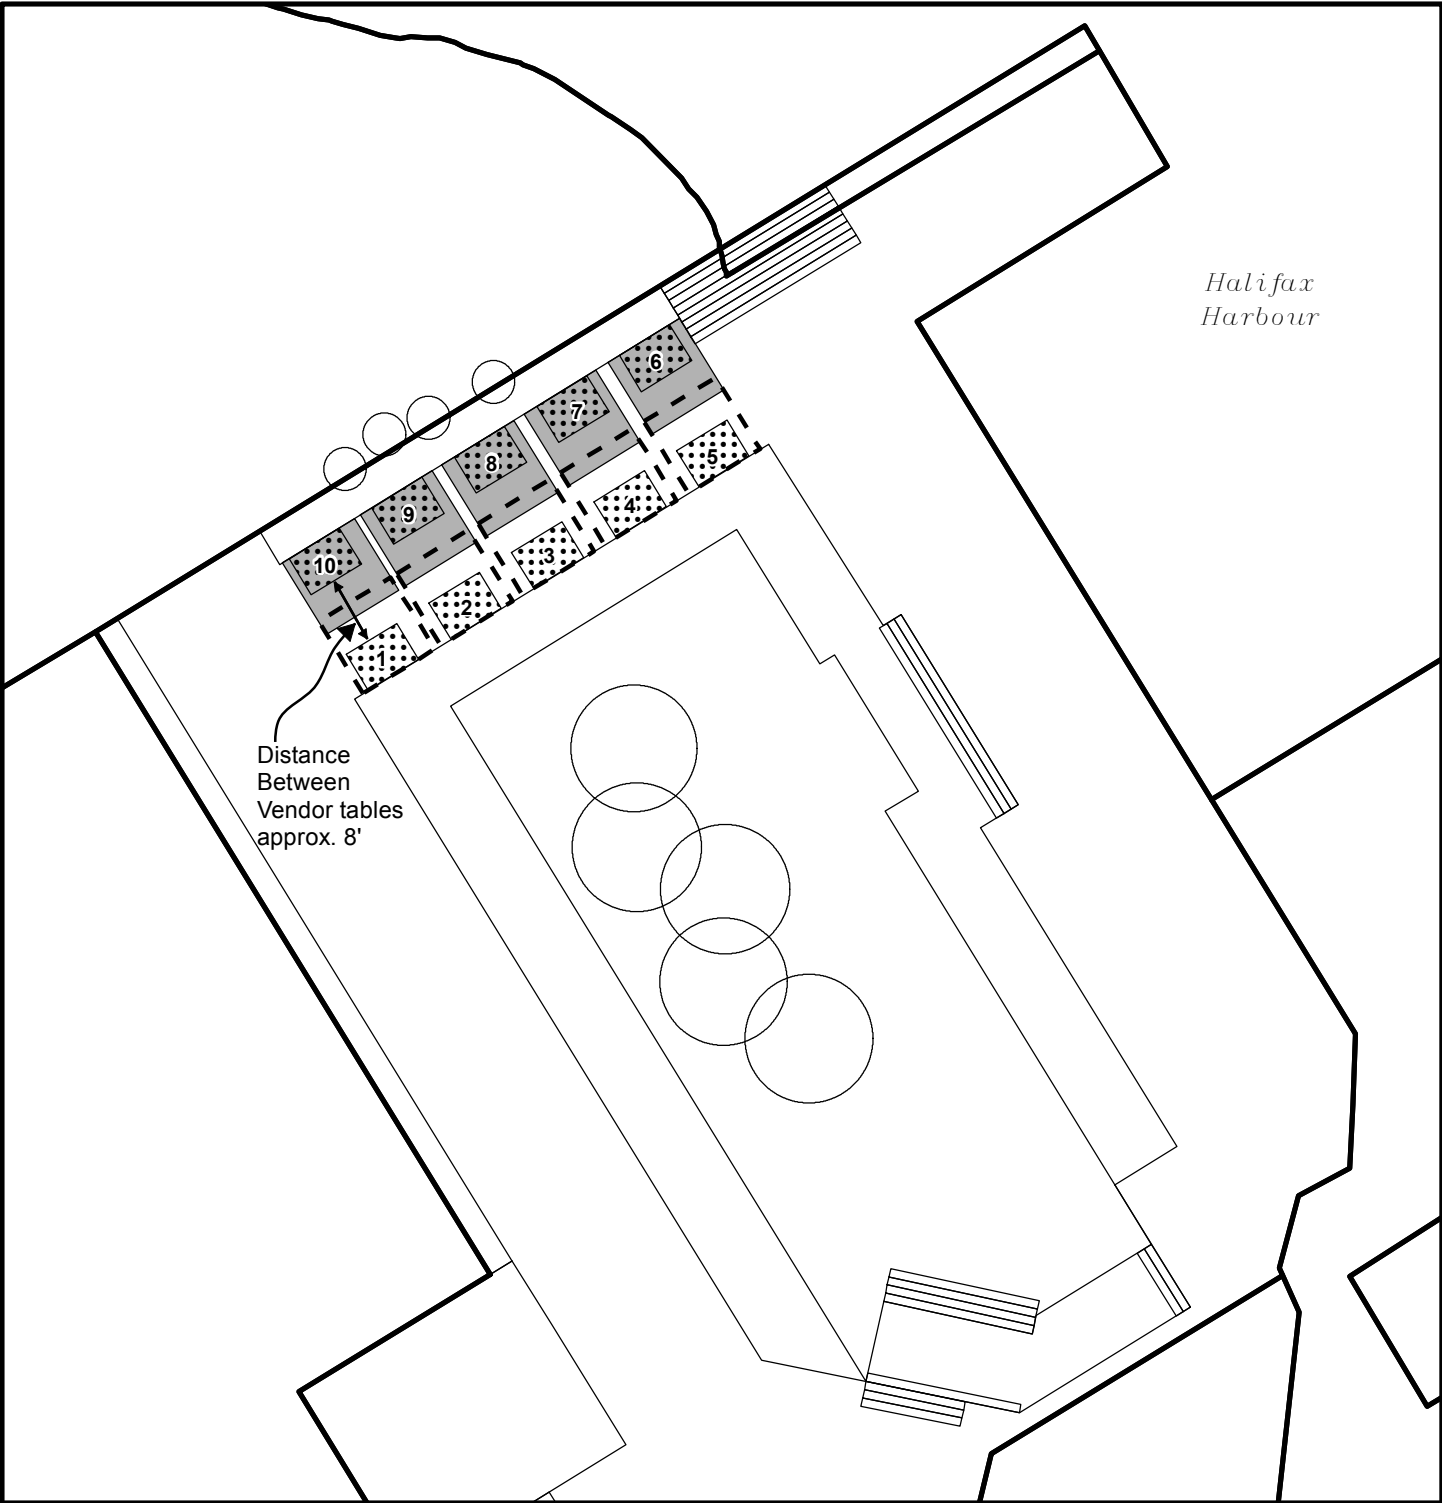 Halifax
Harbour
6
7
8
9
10
5
4
3
2
1
Distance
Between
Vendor tables
approx. 8'